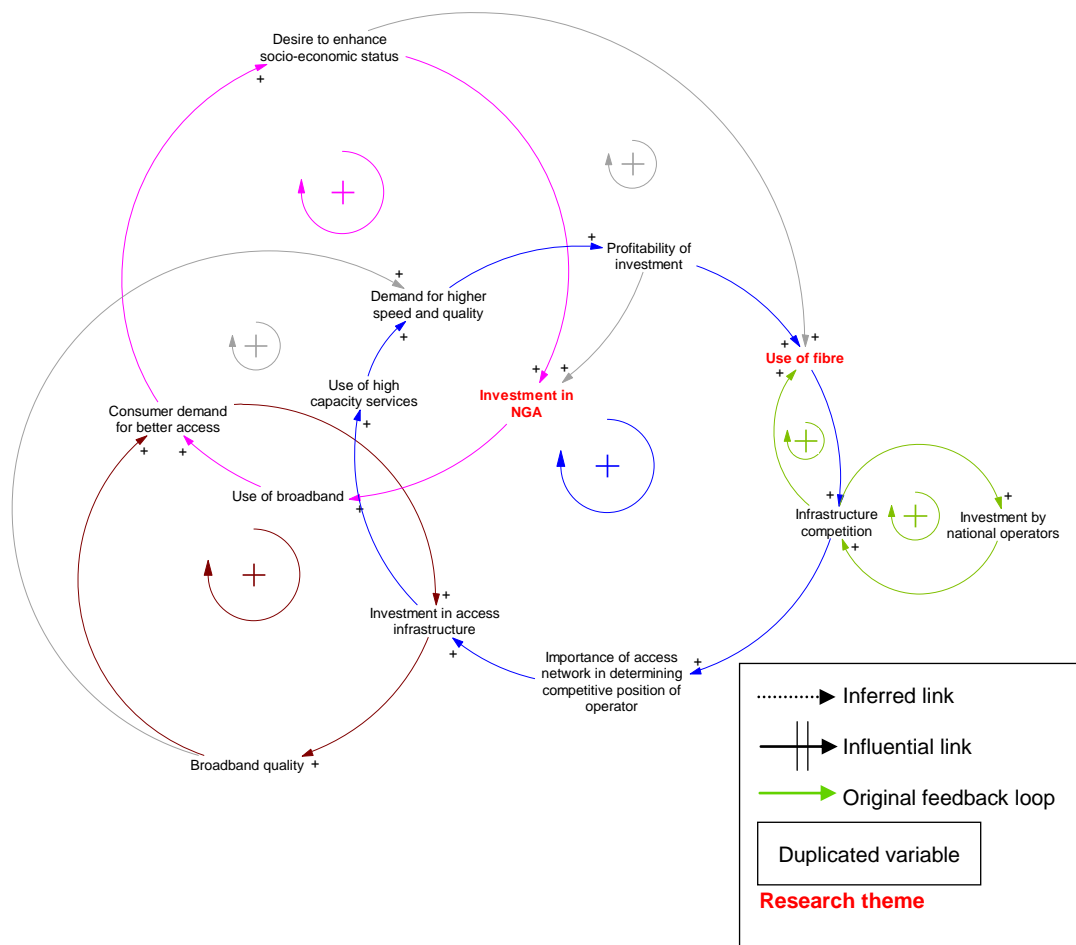 Desire to enhance
socio-economic status
+
+
+
+
+
Profitability of
investment
+
Demand for higher
speed and quality
+
+
+
+
Use of fibre
+
+
+
+
Use of high
capacity services
+
Investment in
NGA
Consumer demand
for better access
+
+
+
+
Use of broadband
+
+
+
+
Infrastructure
competition
+
Investment by
national operators
+
+
Investment in access
infrastructure
+
Importance of access
network in determining
competitive position of
operator
+
Broadband quality
+
Inferred link
Influential link
Original feedback loop
Duplicated variable
Research theme